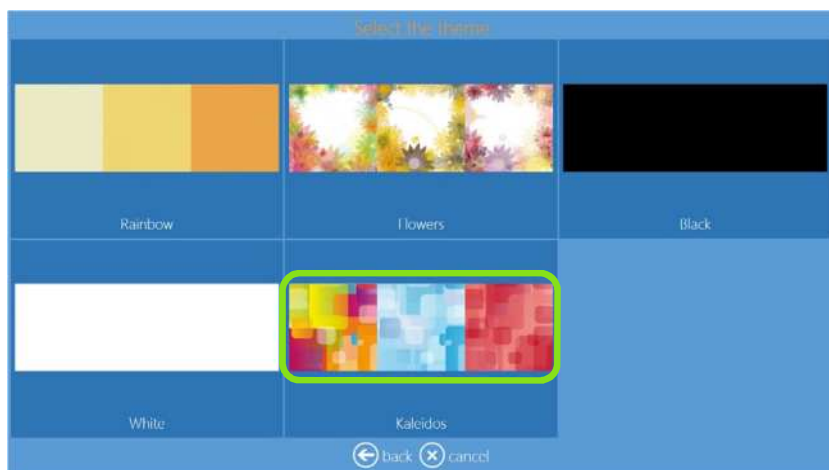 Select the theme
Rainbow
Flowers
Black
White
Kaleidos
back cancel